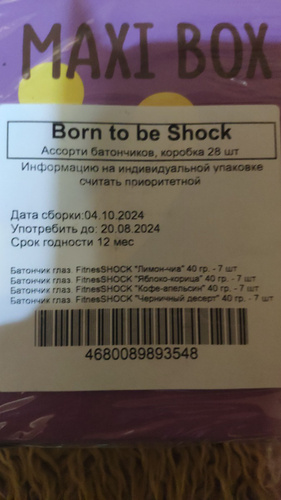 MAXI BOX
Born to be Shock
Ассорти батончиков, коробка 28 шт
Информацию на индивидуальной упаковке
считать приоритетной
Дата сборки:04.10.2024
Употребить до: 20.08.2024
Срок годности 12 мес
Батончик глаз. FitnesSHOCK "Лимон-чиа" 40 гр. - 7 шт
Батончик глаз. FitnesSHOCK "Яблоко-корица" 40 гр. - 7 шт
Батончик глаз. FitnesSHOCK "Кофе-апельсин" 40 гр. - 7 шт
Батончик глаз. FitnesSHOCK "Черничный десерт" 40 гр. - 7 шт
4680089893548